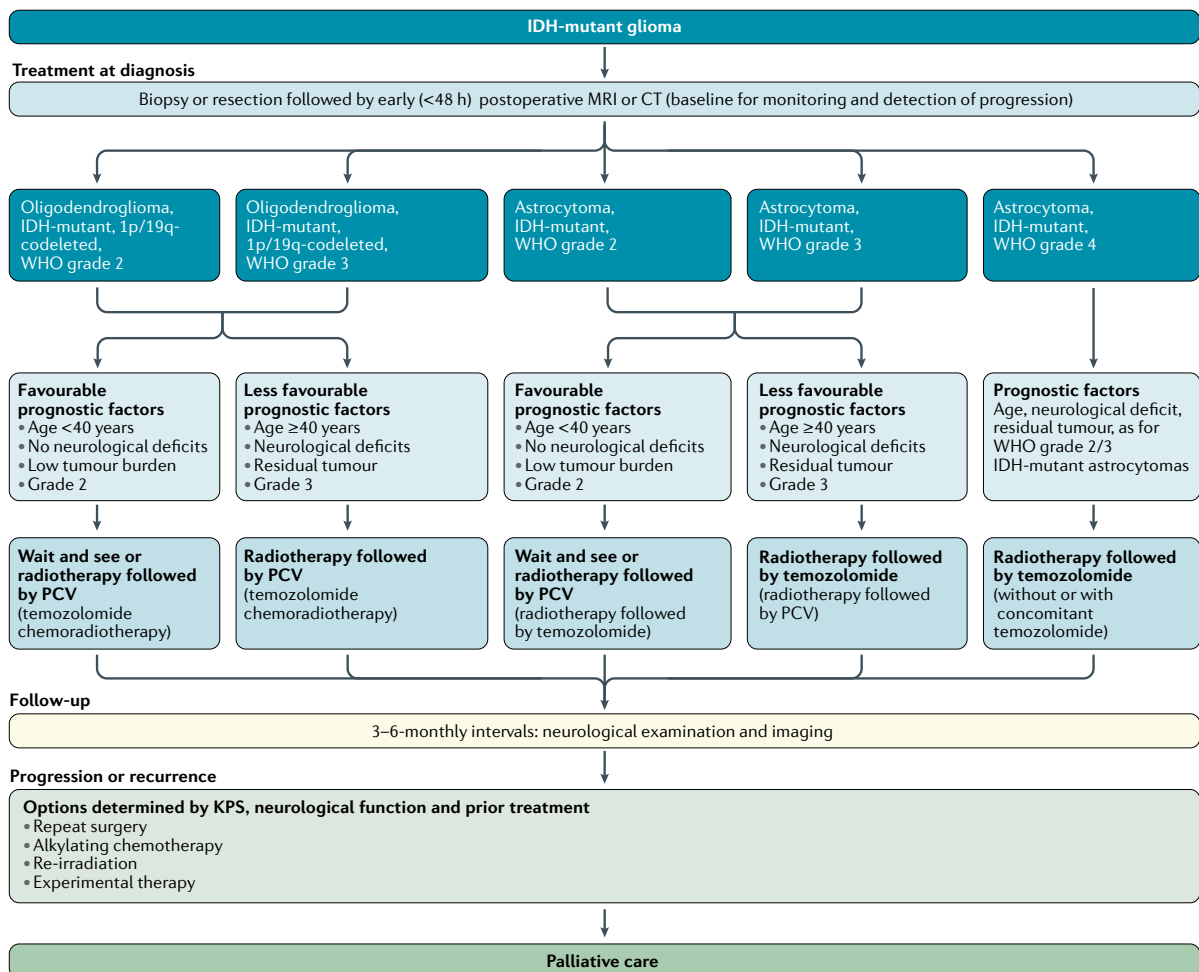 IDH-mutant glioma
Treatment at diagnosis
Biopsy or resection followed by early (<48 h) postoperative MRI or CT (baseline for monitoring and detection of progression)
Oligodendroglioma,
IDH-mutant, 1p/19q-
codeleted,
WHO grade 2
Oligodendroglioma,
IDH-mutant,
1p/19q-codeleted,
WHO grade 3
Astrocytoma,
IDH-mutant,
WHO grade 2
Astrocytoma,
IDH-mutant,
WHO grade 3
Astrocytoma,
IDH-mutant,
WHO grade 4
Favourable
prognostic factors
• Age <40 years
• No neurological deficits
• Low tumour burden
• Grade 2
Less favourable
prognostic factors
• Age ≥40 years
• Neurological deficits
• Residual tumour
• Grade 3
Favourable
prognostic factors
• Age <40 years
• No neurological deficits
• Low tumour burden
• Grade 2
Less favourable
prognostic factors
• Age ≥40 years
• Neurological deficits
• Residual tumour
• Grade 3
Prognostic factors
Age, neurological deficit,
residual tumour, as for
WHO grade 2/3
IDH-mutant astrocytomas
Wait and see or
radiotherapy followed
by PCV
(temozolomide
chemoradiotherapy)
Radiotherapy followed
by PCV
(temozolomide
chemoradiotherapy)
Wait and see or
radiotherapy followed
by PCV
(radiotherapy followed
by temozolomide)
Radiotherapy followed
by temozolomide
(radiotherapy followed
by PCV)
Radiotherapy followed
by temozolomide
(without or with
concomitant
temozolomide)
Follow-up
3–6-monthly intervals: neurological examination and imaging
Progression or recurrence
Options determined by KPS, neurological function and prior treatment
• Repeat surgery
• Alkylating chemotherapy
• Re-irradiation
• Experimental therapy
Palliative care